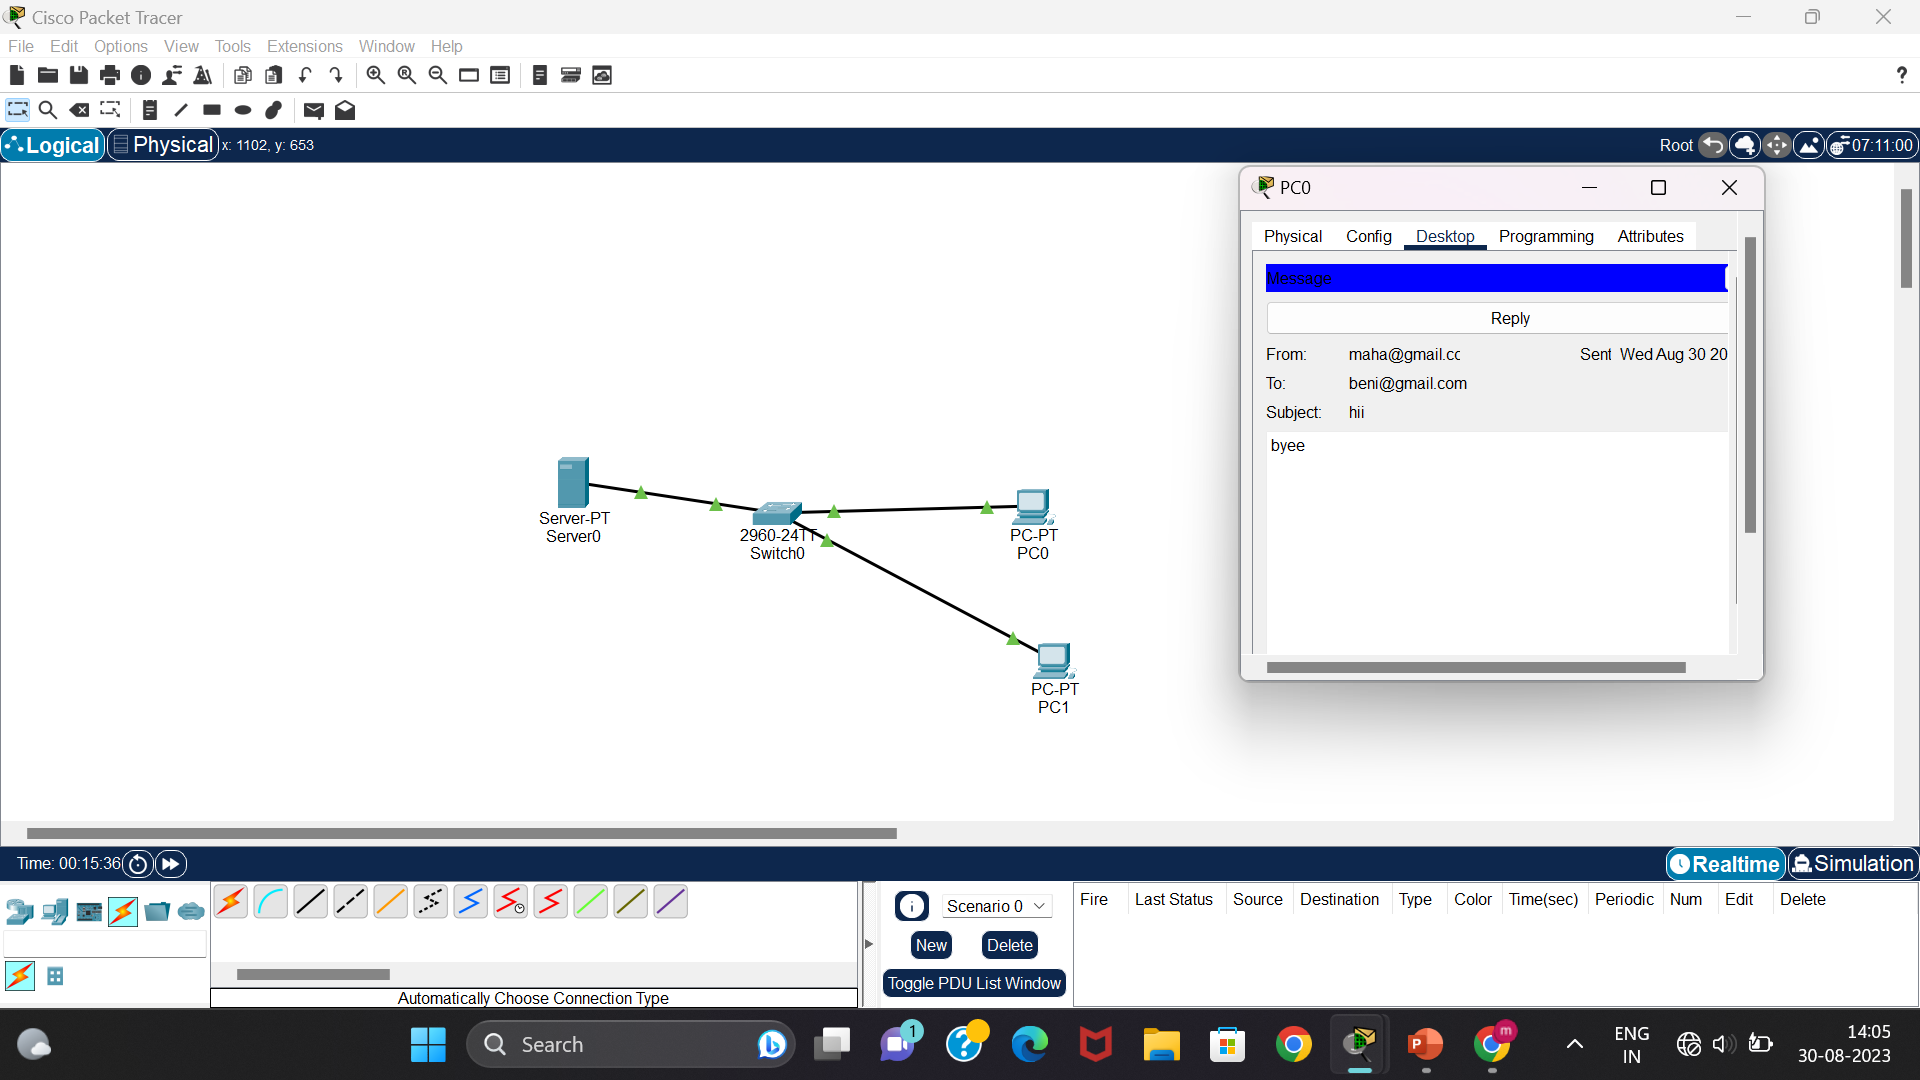 Cisco Packet Tracer
File Edit Options View Tools Extensions Window Help
?
Logical Physical x: 1102, y: 653 Root 07:11:00
PC0
Physical Config Desktop Programming Attributes
Message
Reply
From: maha@gmail.cc Sent Wed Aug 30 20
To: beni@gmail.com
Subject: hii
byee
Server-PT
Server0
2960-24TT
Switch0
PC-PT
PC0
PC-PT
PC1
Time: 00:15:36 Realtime Simulation
Scenario 0
New Delete
Toggle PDU List Window
Fire Last Status Source Destination Type Color Time(sec) Periodic Num Edit Delete
Automatically Choose Connection Type
Search
1
m
ENG
IN
14:05
30-08-2023